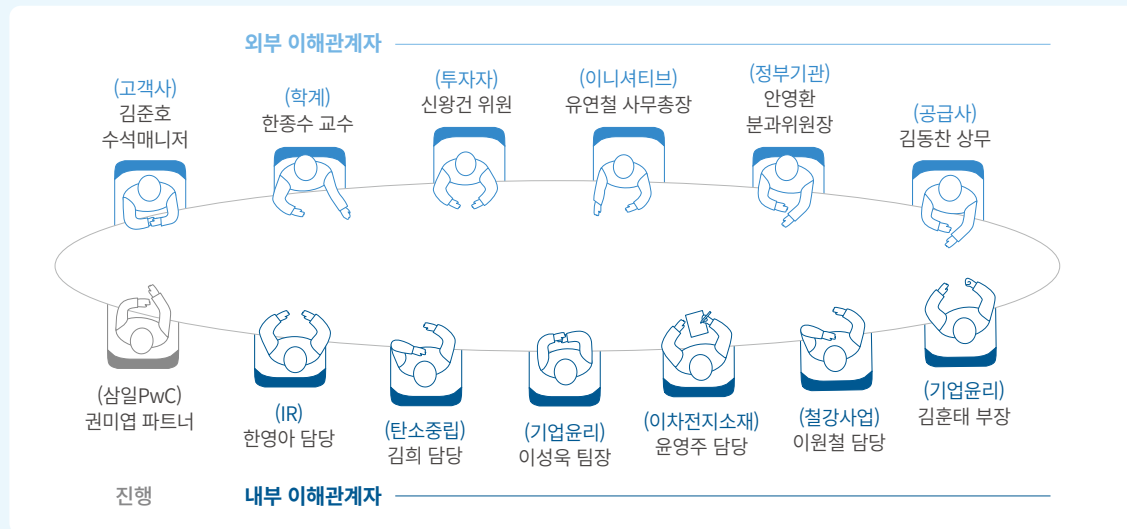 외부 이해관계자
(고객사)
김준호
수석매니저
(학계)
한종수 교수
(투자자)
신왕건 위원
(이니셔티브)
유연철 사무총장
(정부기관)
안영환
분과위원장
(공급사)
김동찬 상무
(삼일PwC)
권미엽 파트너
(IR)
한영아 담당
(탄소중립)
김희 담당
(기업윤리)
이성욱 팀장
(이차전지소재)
윤영주 담당
(철강사업)
이원철 담당
(기업윤리)
김훈태 부장
진행
내부 이해관계자